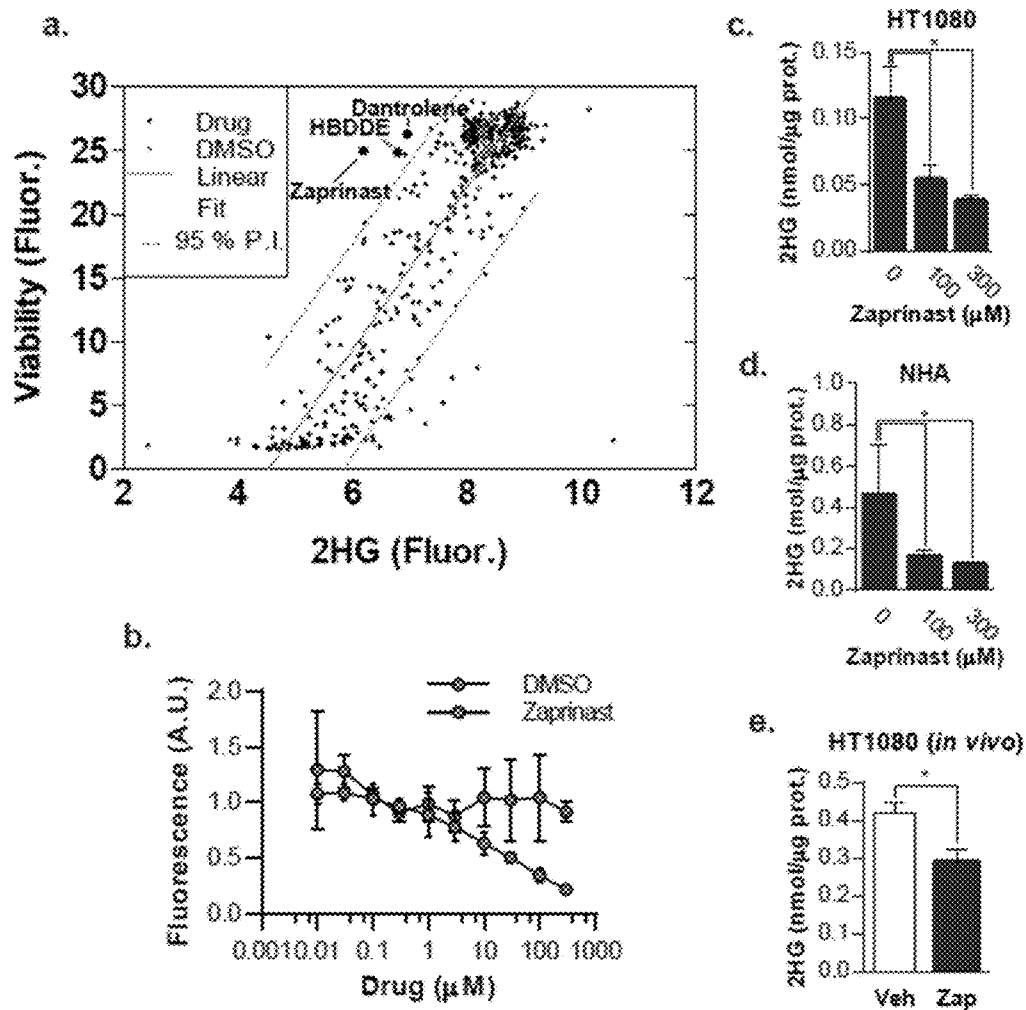 a.
Viability (Fluor.)
30
25
20
15
10
5
0
Drug
DMSO
Linear
Fit
95 % P.I.
Dantrolene
HBDDE
Zaprinast
2 4 6 8 10 12
2HG (Fluor.)
b.
Fluorescence (A.U.)
2.0
1.5
1.0
0.5
0.0
DMSO
Zaprinast
0.001 0.01 0.1 1 10 100 1000
Drug (µM)
c.
HT1080
2HG (nmol/µg prot.)
0.15
0.10
0.05
0.00
*
0 100 300
Zaprinast (µM)
d.
NHA
2HG (mol/µg prot.)
1.0
0.8
0.6
0.4
0.2
0.0
*
0 100 300
Zaprinast (µM)
e.
HT1080 (in vivo)
2HG (nmol/µg prot.)
0.5
0.4
0.3
0.2
0.1
0.0
*
Veh Zap